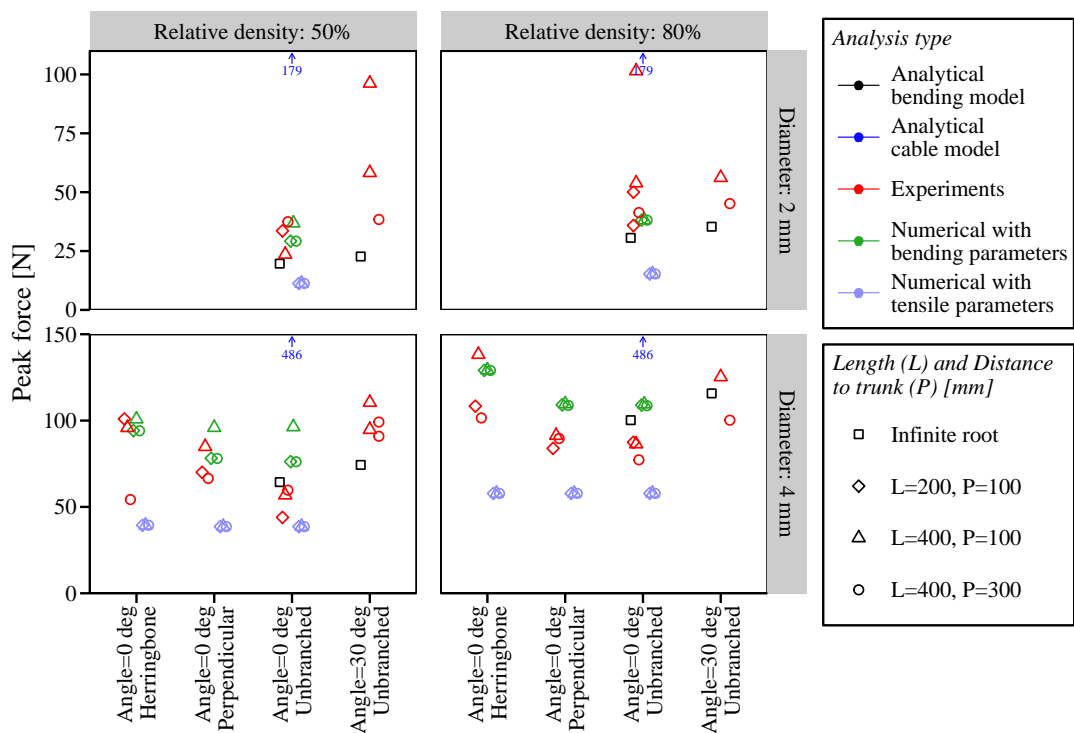 Relative density: 50%
Relative density: 80%
Peak force [N]
100
75
50
25
0
179
179
Diameter: 2 mm
150
100
50
0
486
486
Diameter: 4 mm
Angle=0 deg
Herringbone
Angle=0 deg
Perpendicular
Angle=0 deg
Unbranched
Angle=30 deg
Unbranched
Angle=0 deg
Herringbone
Angle=0 deg
Perpendicular
Angle=0 deg
Unbranched
Angle=30 deg
Unbranched
Analysis type
Analytical
bending model
Analytical
cable model
Experiments
Numerical with
bending parameters
Numerical with
tensile parameters
Length (L) and Distance
to trunk (P) [mm]
Infinite root
L=200, P=100
L=400, P=100
L=400, P=300